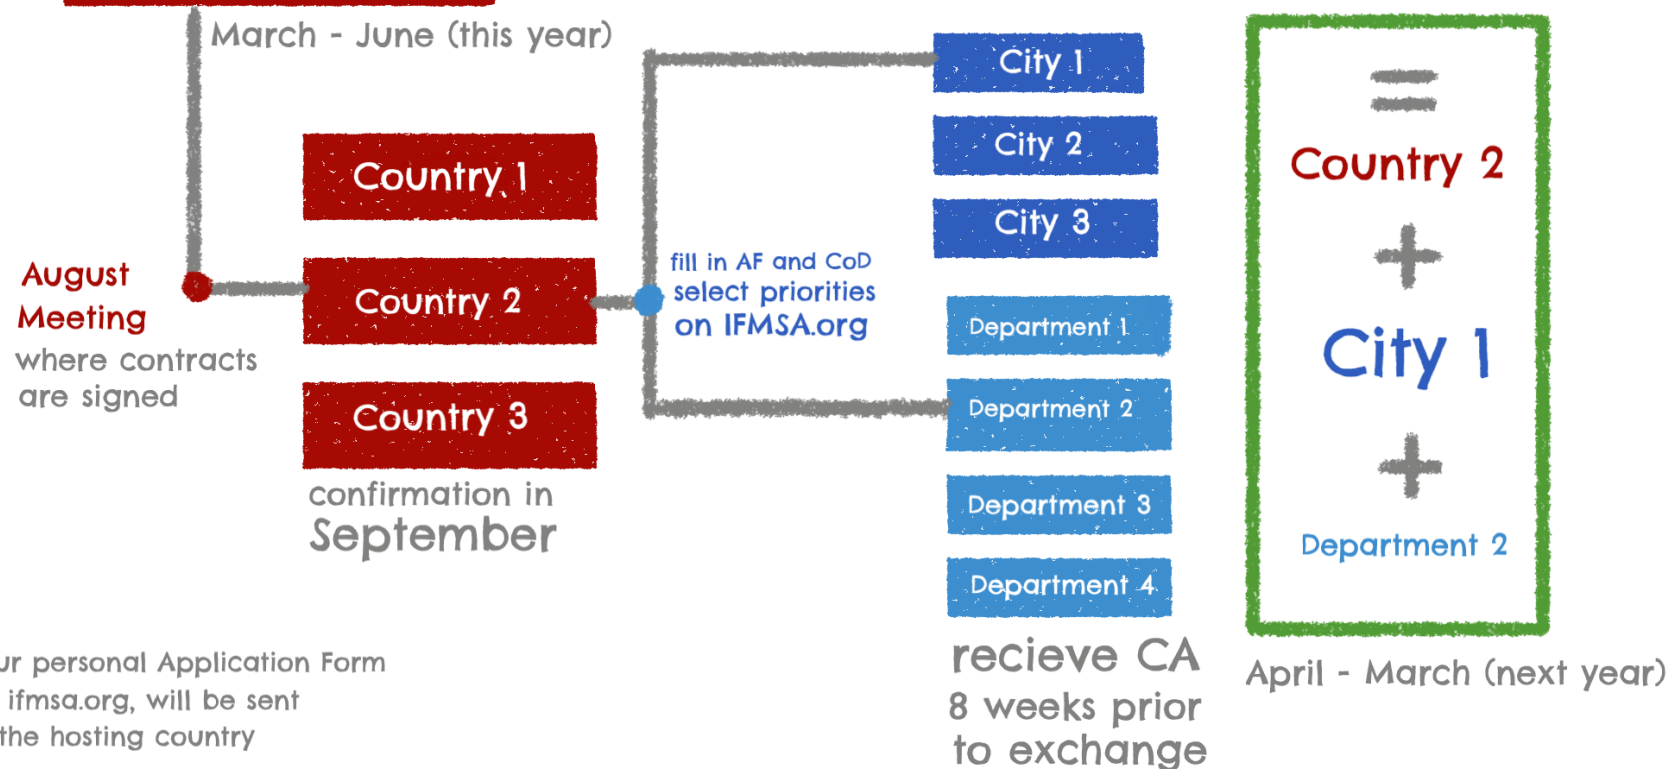 March - June (this year)
August
Meeting
where contracts
are signed
Country 1
Country 2
Country 3
confirmation in
September
fill in AF and CoD
select priorities
on IFMSA.org
City 1
City 2
City 3
Department 1
Department 2
Department 3
Department 4
recieve CA
8 weeks prior
to exchange
=
Country 2
+
City 1
+
Department 2
April - March (next year)
ur personal Application Form
ifmsa.org, will be sent
the hosting country